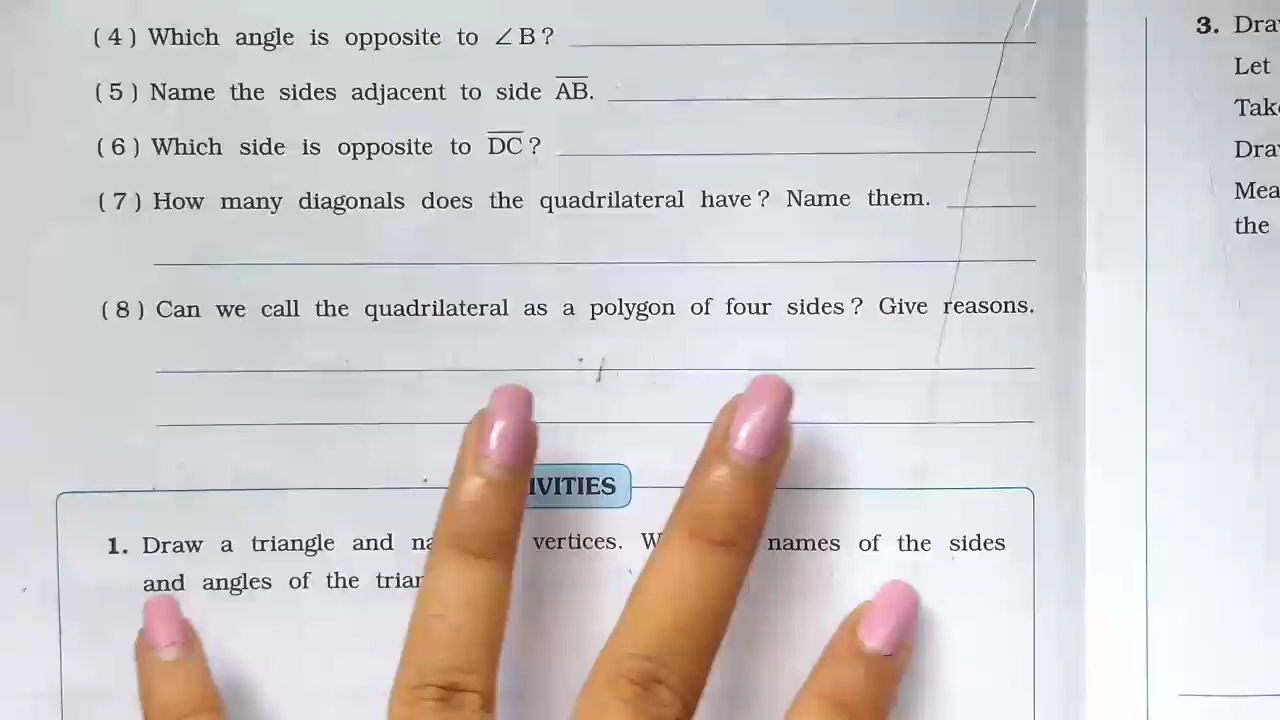 (4) Which angle is opposite to ∠B?
(5) Name the sides adjacent to side A͞B.
(6) Which side is opposite to D͞C?
(7) How many diagonals does the quadrilateral have? Name them.
(8) Can we call the quadrilateral as a polygon of four sides? Give reasons.
IVITIES
1. Draw a triangle and na vertices. W names of the sides
and angles of the trian
3. Dra
Let
Take
Dra
Mea
the